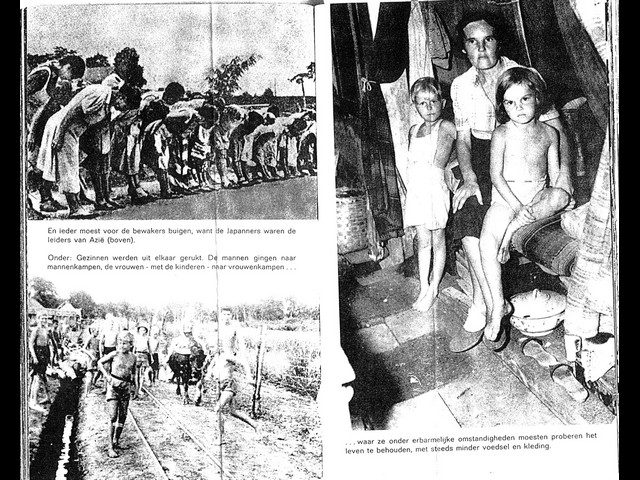 En ieder moest voor de bewakers buigen, want de Japanners waren de
leiders van Azië (boven).
Onder: Gezinnen werden uit elkaar gerukt. De mannen gingen naar
mannenkampen, de vrouwen - met de kinderen - naar vrouwenkampen . . .
. . . waar ze onder erbarmelijke omstandigheden moesten proberen het
leven te behouden, met steeds minder voedsel en kleding.